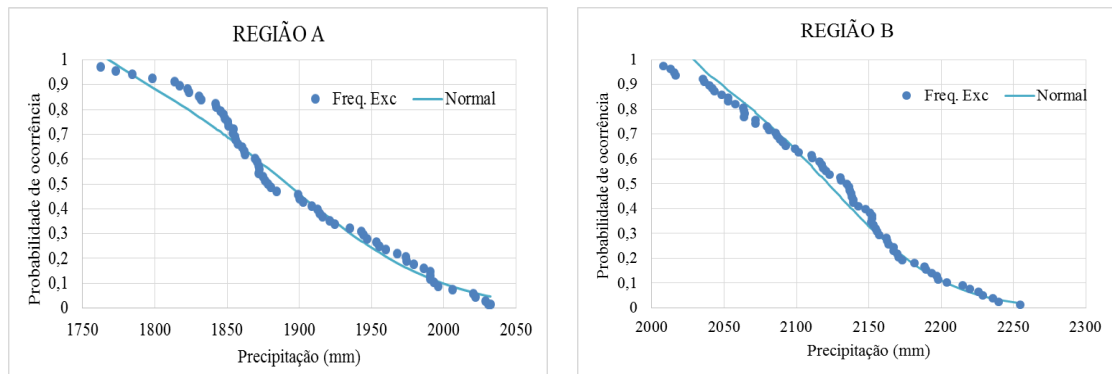 REGIÃO A
Probabilidade de ocorrência
1
0,9
0,8
0,7
0,6
0,5
0,4
0,3
0,2
0,1
0
Freq. Exc
Normal
1750 1800 1850 1900 1950 2000 2050
Precipitação (mm)
REGIÃO B
Probabilidade de ocorrência
1
0,9
0,8
0,7
0,6
0,5
0,4
0,3
0,2
0,1
0
Freq. Exc
Normal
2000 2050 2100 2150 2200 2250 2300
Precipitação (mm)